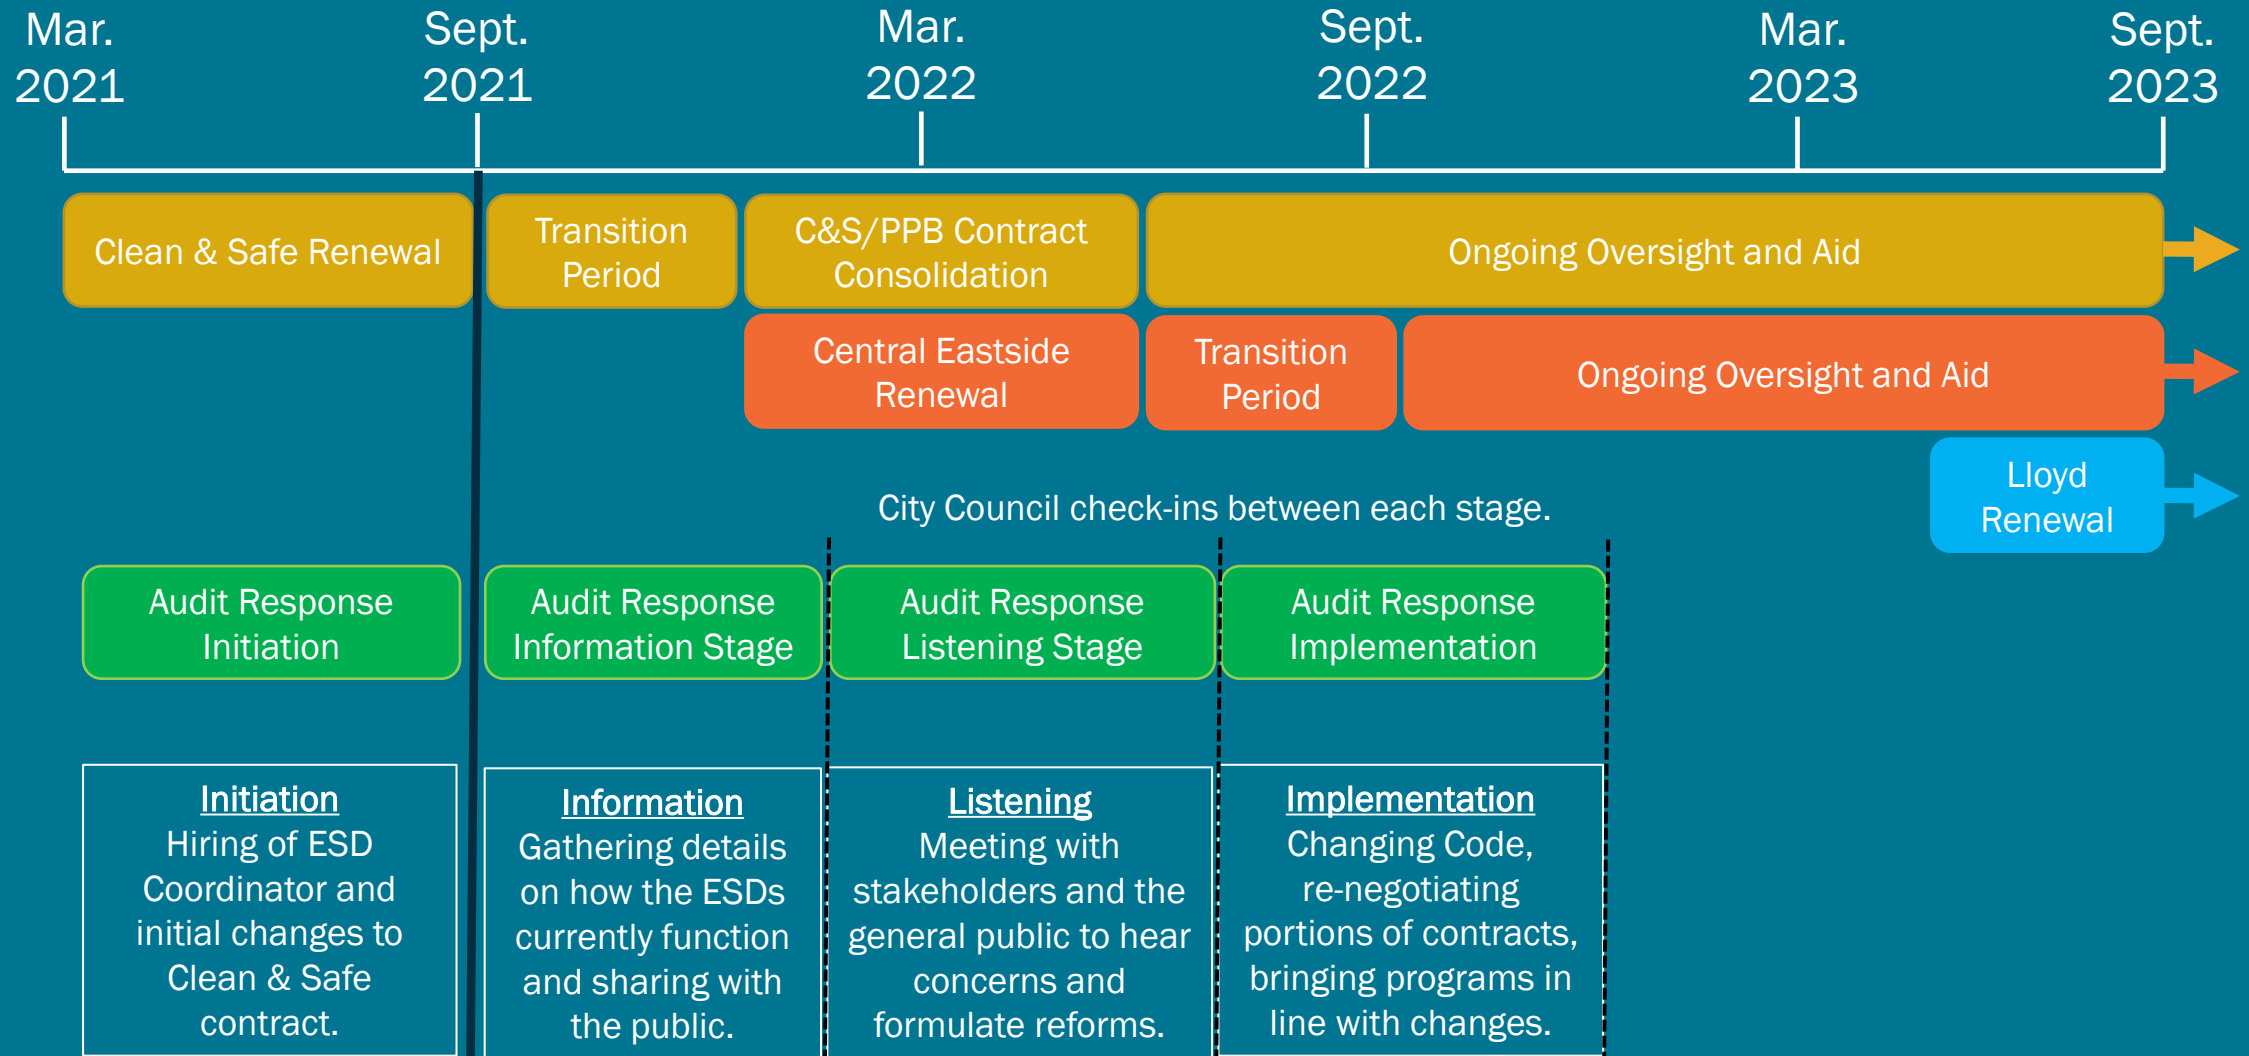 Mar.
2021
Sept.
2021
Mar.
2022
Sept.
2022
Mar.
2023
Sept.
2023
Clean & Safe Renewal
Transition
Period
C&S/PPB Contract
Consolidation
Ongoing Oversight and Aid
Central Eastside
Renewal
Transition
Period
Ongoing Oversight and Aid
Lloyd
Renewal
City Council check-ins between each stage.
Audit Response
Initiation
Audit Response
Information Stage
Audit Response
Listening Stage
Audit Response
Implementation
Initiation
Hiring of ESD
Coordinator and
initial changes to
Clean & Safe
contract.
Information
Gathering details
on how the ESDs
currently function
and sharing with
the public.
Listening
Meeting with
stakeholders and the
general public to hear
concerns and
formulate reforms.
Implementation
Changing Code,
re-negotiating
portions of contracts,
bringing programs in
line with changes.